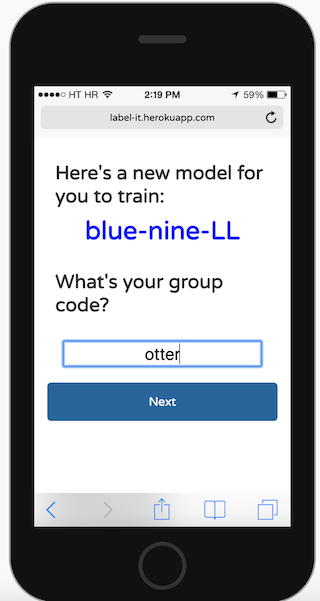 ●●●●○ HT HR 2:19 PM 59%
label-it.herokuapp.com
Here's a new model for
you to train:
blue-nine-LL
What's your group
code?
otter
Next